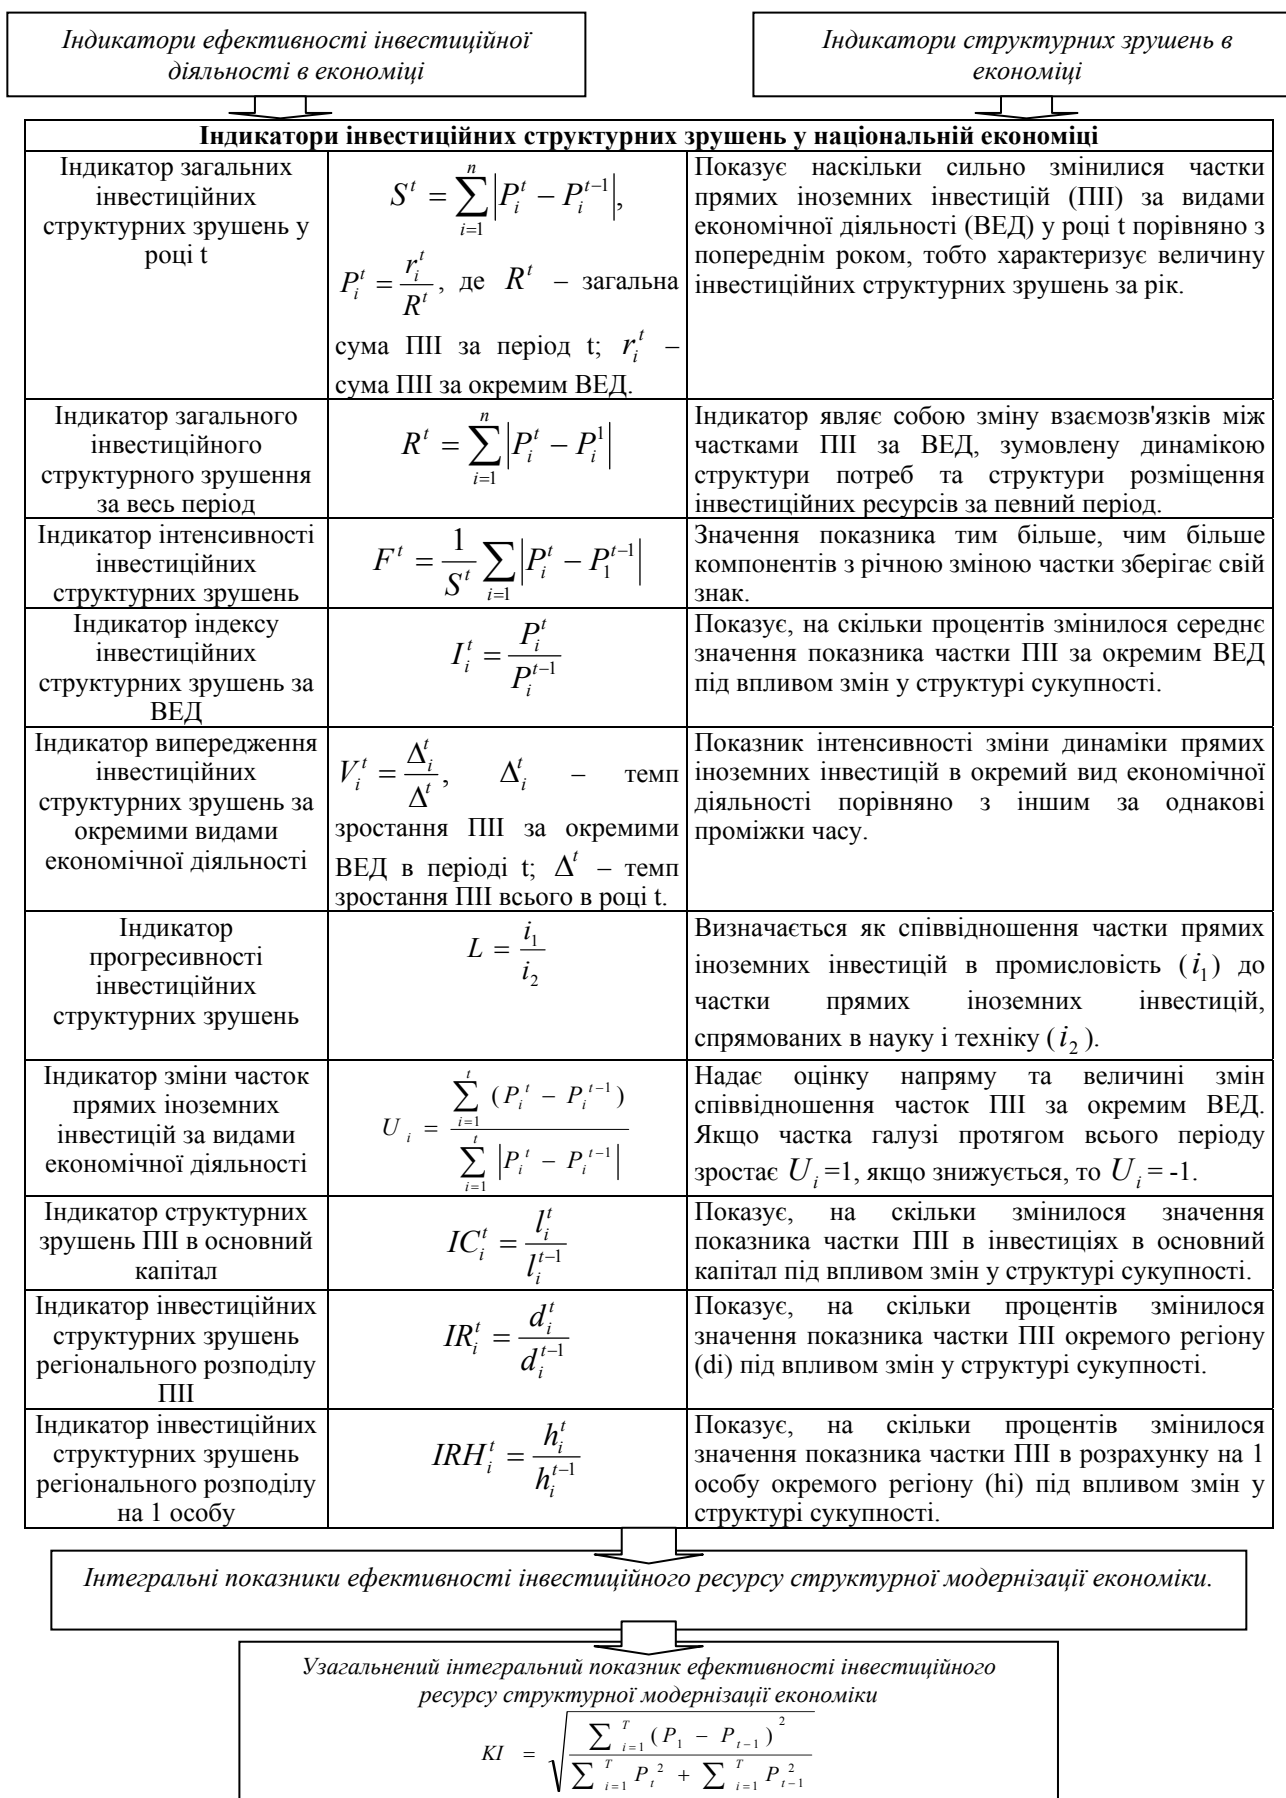 Індикатори ефективності інвестиційної
діяльності в економіці
Індикатори структурних зрушень в
економіці
Індикатори інвестиційних структурних зрушень у національній економіці
Індикатор загальних
інвестиційних
структурних зрушень у
році t
S^t = \sum_{i=1}^{n} |P_i^t − P_i^{t−1}|,
P_i^t = r_i^t / R^t, де R^t – загальна
сума ПІІ за період t; r_i^t –
сума ПІІ за окремим ВЕД.
Показує наскільки сильно змінилися частки
прямих іноземних інвестицій (ПІІ) за видами
економічної діяльності (ВЕД) у році t порівняно з
попереднім роком, тобто характеризує величину
інвестиційних структурних зрушень за рік.
Індикатор загального
інвестиційного
структурного зрушення
за весь період
R^t = \sum_{i=1}^{n} |P_i^t − P_i^1|
Індикатор являє собою зміну взаємозв'язків між
частками ПІІ за ВЕД, зумовлену динамікою
структури потреб та структури розміщення
інвестиційних ресурсів за певний період.
Індикатор інтенсивності
інвестиційних
структурних зрушень
F^t = 1/S^t \sum_{i=1} |P_i^t − P_1^{t−1}|
Значення показника тим більше, чим більше
компонентів з річною зміною частки зберігає свій
знак.
Індикатор індексу
інвестиційних
структурних зрушень за
ВЕД
I_i^t = P_i^t / P_i^{t−1}
Показує, на скільки процентів змінилося середнє
значення показника частки ПІІ за окремим ВЕД
під впливом змін у структурі сукупності.
Індикатор випередження
інвестиційних
структурних зрушень за
окремими видами
економічної діяльності
V_i^t = Δ_i^t / Δ^t, Δ_i^t – темп
зростання ПІІ за окремими
ВЕД в періоді t; Δ^t – темп
зростання ПІІ всього в році t.
Показник інтенсивності зміни динаміки прямих
іноземних інвестицій в окремий вид економічної
діяльності порівняно з іншим за однакові
проміжки часу.
Індикатор
прогресивності
інвестиційних
структурних зрушень
L = i_1 / i_2
Визначається як співвідношення частки прямих
іноземних інвестицій в промисловість (i_1) до
частки прямих іноземних інвестицій,
спрямованих в науку і техніку (i_2).
Індикатор зміни часток
прямих іноземних
інвестицій за видами
економічної діяльності
U_i = \sum_{i=1}^{t} (P_i^t − P_i^{t−1}) / \sum_{i=1}^{t} |P_i^t − P_i^{t−1}|
Надає оцінку напряму та величині змін
співвідношення часток ПІІ за окремим ВЕД.
Якщо частка галузі протягом всього періоду
зростає U_i =1, якщо знижується, то U_i = -1.
Індикатор структурних
зрушень ПІІ в основний
капітал
IC_i^t = l_i^t / l_i^{t−1}
Показує, на скільки змінилося значення
показника частки ПІІ в інвестиціях в основний
капітал під впливом змін у структурі сукупності.
Індикатор інвестиційних
структурних зрушень
регіонального розподілу
ПІІ
IR_i^t = d_i^t / d_i^{t−1}
Показує, на скільки процентів змінилося
значення показника частки ПІІ окремого регіону
(di) під впливом змін у структурі сукупності.
Індикатор інвестиційних
структурних зрушень
регіонального розподілу
на 1 особу
IRH_i^t = h_i^t / h_i^{t−1}
Показує, на скільки процентів змінилося
значення показника частки ПІІ в розрахунку на 1
особу окремого регіону (hi) під впливом змін у
структурі сукупності.
Інтегральні показники ефективності інвестиційного ресурсу структурної модернізації економіки.
Узагальнений інтегральний показник ефективності інвестиційного
ресурсу структурної модернізації економіки
KI = \sqrt{\sum_{i=1}^{T} (P_1 − P_{t−1})^2 / (\sum_{i=1}^{T} P_t^2 + \sum_{i=1}^{T} P_{t−1}^2)}